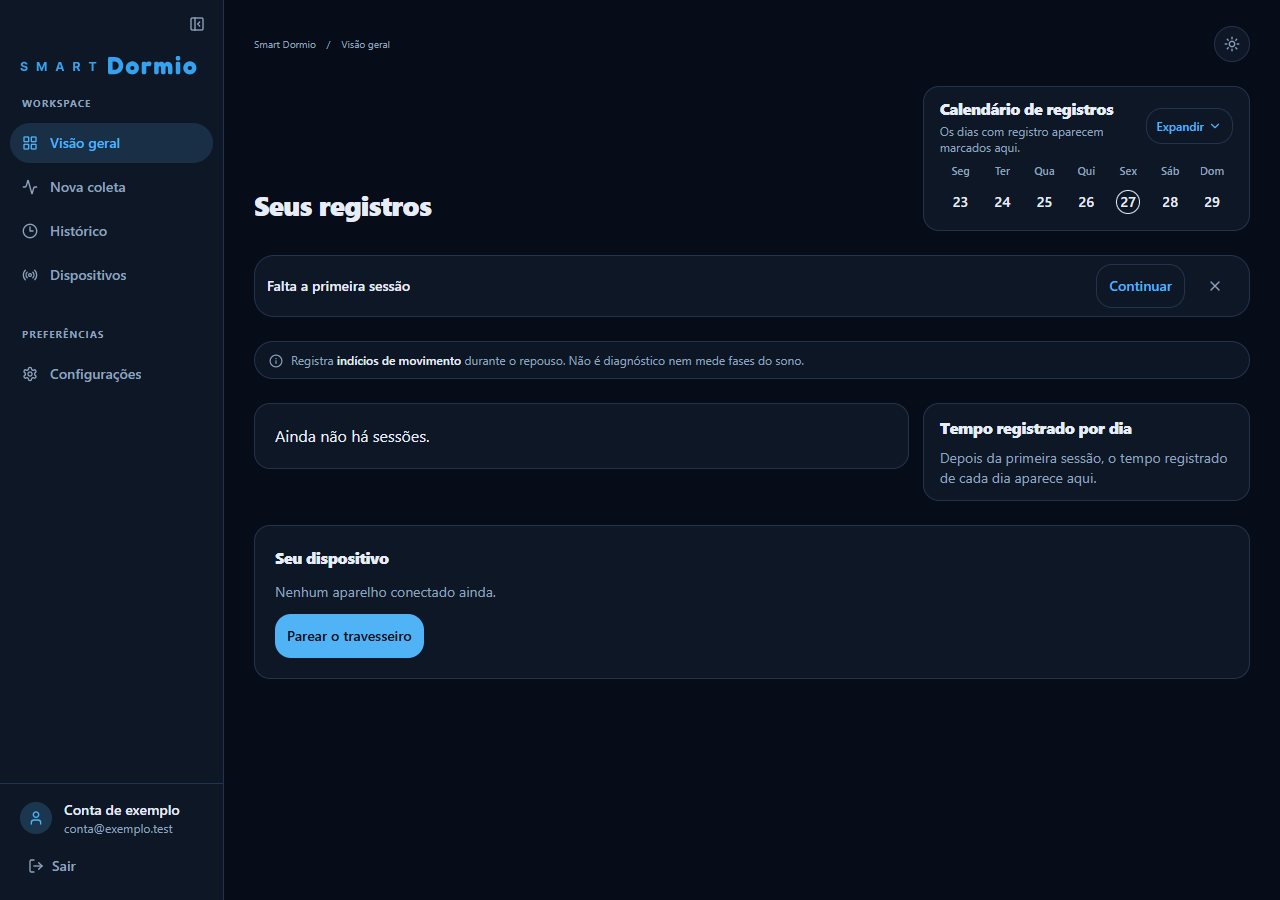 SMART Dormio
WORKSPACE
Visão geral
Nova coleta
Histórico
Dispositivos
PREFERÊNCIAS
Configurações
Conta de exemplo
conta@exemplo.test
Sair
Smart Dormio / Visão geral
Seus registros
Calendário de registros
Os dias com registro aparecem
marcados aqui.
Expandir
Seg Ter Qua Qui Sex Sáb Dom
23 24 25 26 27 28 29
Falta a primeira sessão
Continuar
Registra indícios de movimento durante o repouso. Não é diagnóstico nem mede fases do sono.
Ainda não há sessões.
Tempo registrado por dia
Depois da primeira sessão, o tempo registrado
de cada dia aparece aqui.
Seu dispositivo
Nenhum aparelho conectado ainda.
Parear o travesseiro